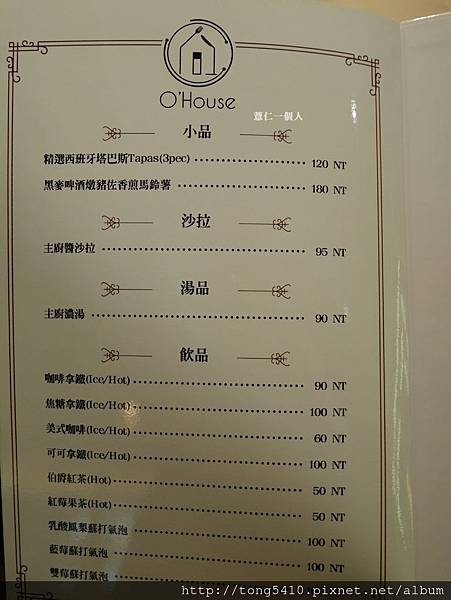 O'House
薏仁一個人
小品
精選西班牙塔巴斯Tapas(3pec) 120 NT
黑麥啤酒燉豬佐香煎馬鈴薯 180 NT
沙拉
主廚醬沙拉 95 NT
湯品
主廚濃湯 90 NT
飲品
咖啡拿鐵(Ice/Hot) 90 NT
焦糖拿鐵(Ice/Hot) 100 NT
美式咖啡(Ice/Hot) 60 NT
可可拿鐵(Ice/Hot) 100 NT
伯爵紅茶(Hot) 50 NT
紅莓果茶(Hot) 50 NT
乳酸鳳梨蘇打氣泡 100 NT
藍莓蘇打氣泡 100 NT
雙莓蘇打氣泡
http://tong5410.pixnet.net/album